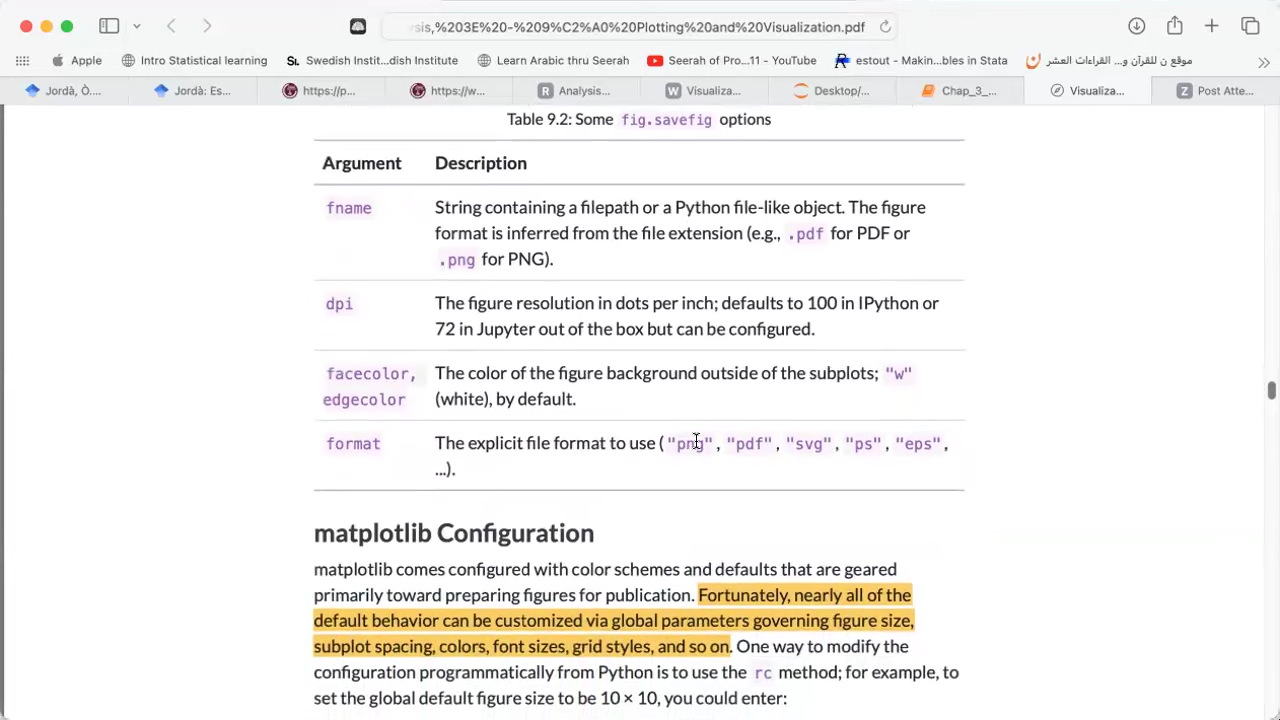 sis,%203E%20-%209%C2%A0%20Plotting%20and%20Visualization.pdf
Apple
Intro Statistical learning
SL Swedish Instit...dish Institute
Learn Arabic thru Seerah
Seerah of Pro...11 - YouTube
estout - Makin...bles in Stata
موقع ن للقرآن و... القراءات العشر
Jordà, Ò....
Jordà: Es...
https://p...
https://w...
R Analysis...
W Visualiza...
Desktop/...
Chap_3_...
Visualiza...
Z Post Atte...
Table 9.2: Some fig.savefig options
Argument Description
fname String containing a filepath or a Python file-like object. The figure
format is inferred from the file extension (e.g., .pdf for PDF or
.png for PNG).
dpi The figure resolution in dots per inch; defaults to 100 in IPython or
72 in Jupyter out of the box but can be configured.
facecolor, The color of the figure background outside of the subplots; "w"
edgecolor (white), by default.
format The explicit file format to use ( "png", "pdf", "svg", "ps", "eps",
...).
matplotlib Configuration
matplotlib comes configured with color schemes and defaults that are geared
primarily toward preparing figures for publication. Fortunately, nearly all of the
default behavior can be customized via global parameters governing figure size,
subplot spacing, colors, font sizes, grid styles, and so on. One way to modify the
configuration programmatically from Python is to use the rc method; for example, to
set the global default figure size to be 10 × 10, you could enter: